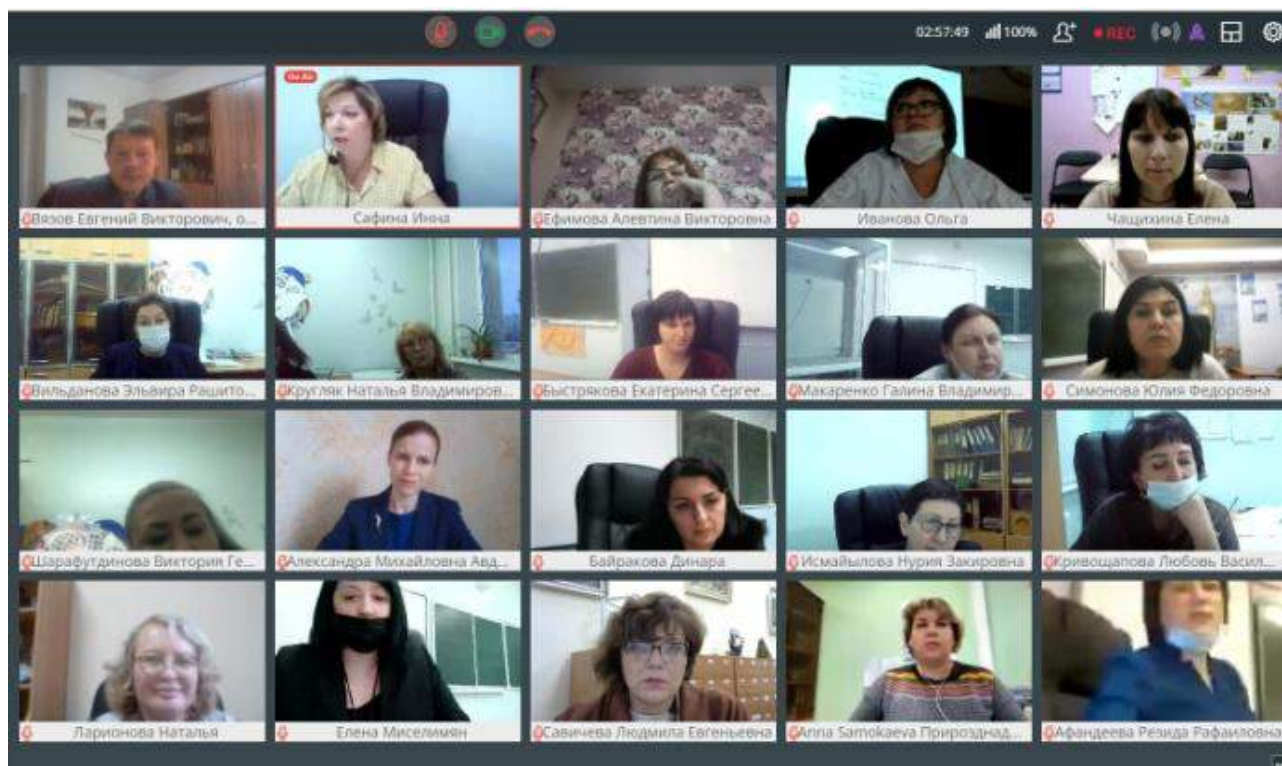 02:57:49 100% REC
On Air
Вязов Евгений Викторович, о...
Сафина Инна
Ефимова Алевтина Викторовна
Иванова Ольга
Чащихина Елена
Вильданова Эльвира Рашито...
Кругляк Наталья Владимиров...
Быстрякова Екатерина Сергее...
Макаренко Галина Владимир...
Симонова Юлия Федоровна
Шарафутдинова Виктория Ге...
Александра Михайловна Авд...
Байракова Динара
Исмайылова Нурия Закировна
Кривощапова Любовь Васил...
Ларионова Наталья
Елена Миселимян
Савичева Людмила Евгеньевна
Anna Samokaeva Природнад...
Афандеева Резида Рафаиловна